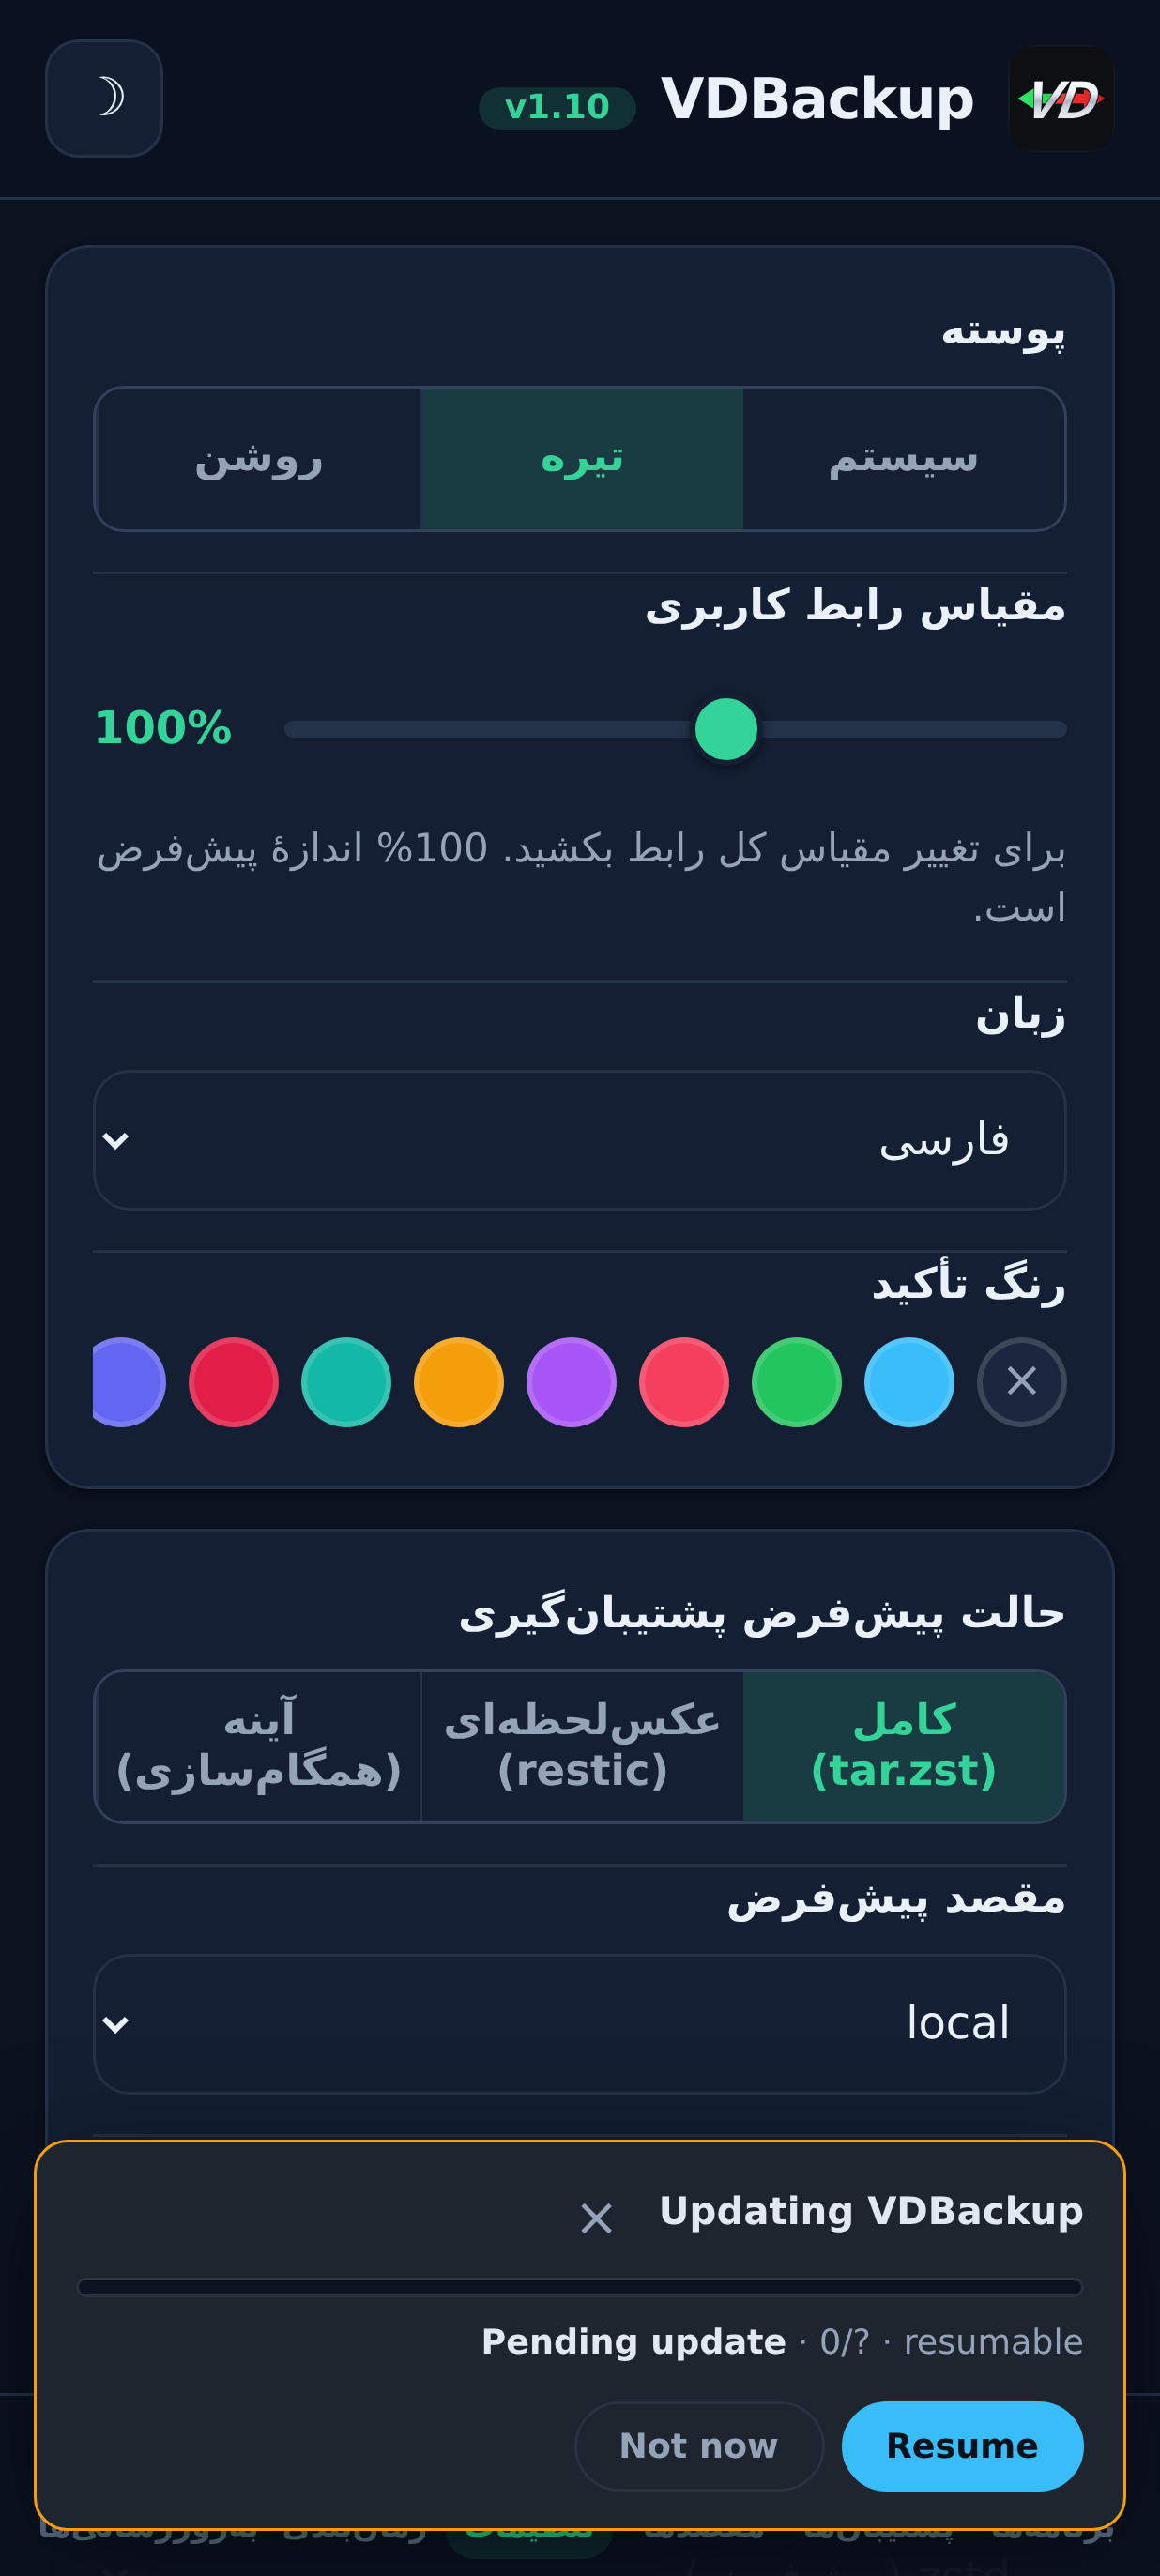 VD VDBackup v1.10
پوسته
سیستم تیره روشن
مقیاس رابط کاربری
100%
برای تغییر مقیاس کل رابط بکشید. 100% اندازهٔ پیش‌فرض
است.
زبان
فارسی
رنگ تأکید
حالت پیش‌فرض پشتیبان‌گیری
کامل
(tar.zst)
عکس‌لحظه‌ای
(restic)
آینه
(همگام‌سازی)
مقصد پیش‌فرض
local
Updating VDBackup
Pending update · 0/? · resumable
Resume Not now